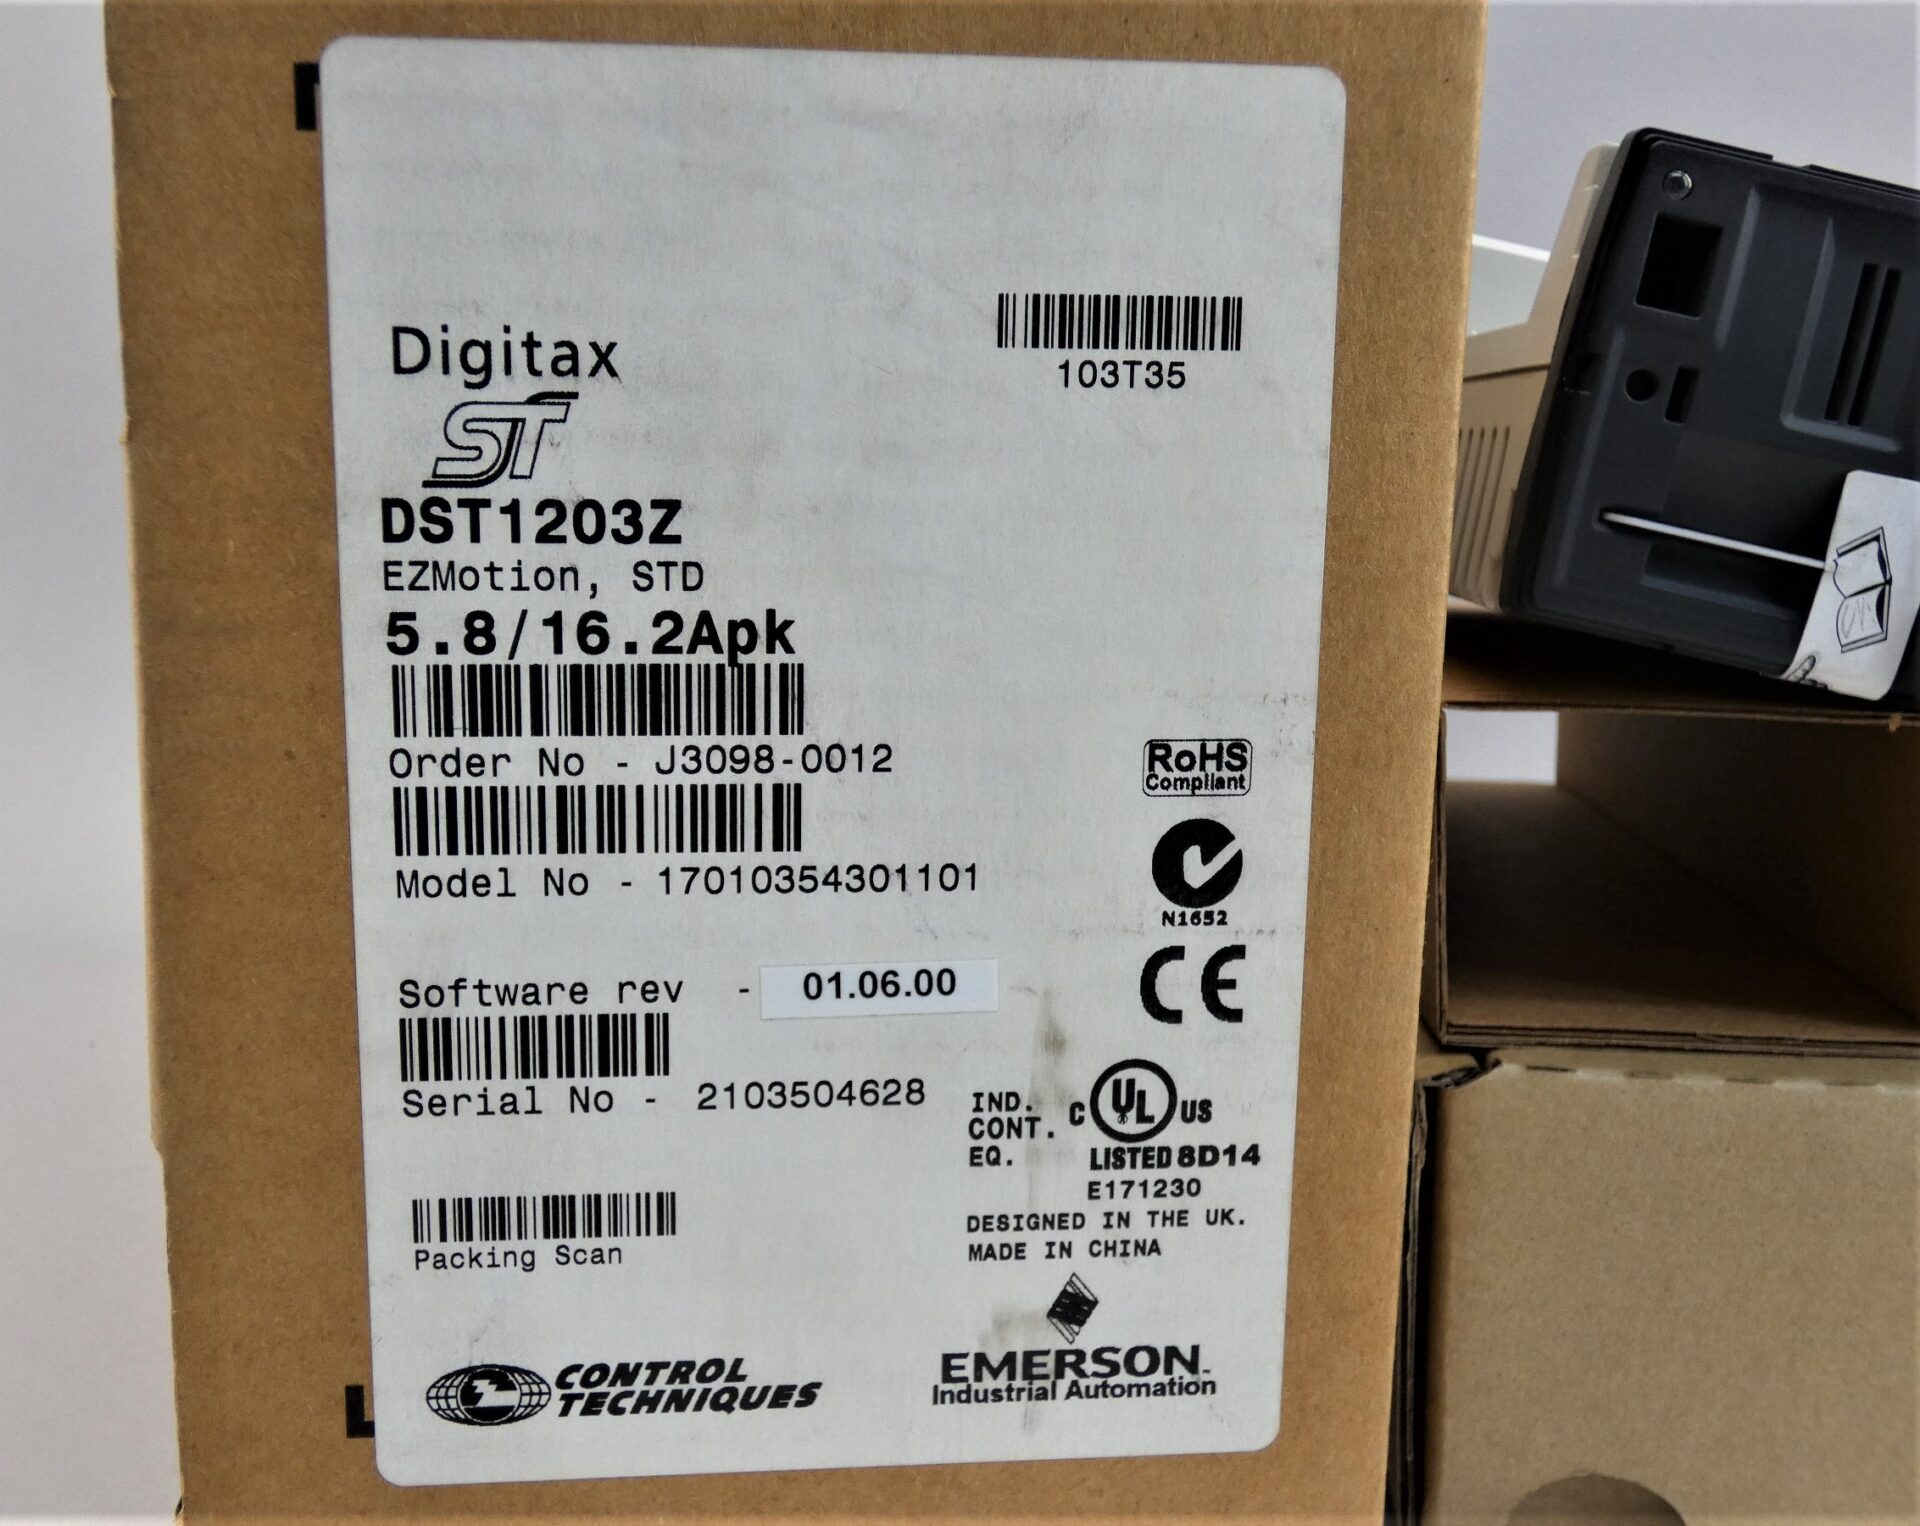 Digitax
103T35
ST
DST1203Z
EZMotion, STD
5.8/16.2Apk
Order No - J3098-0012
RoHS
Compliant
Model No - 17010354301101
N1652
Software rev - 01.06.00
CE
Serial No - 2103504628
IND.
CONT.
EQ.
C UL US
LISTED 8D14
E171230
DESIGNED IN THE UK.
MADE IN CHINA
Packing Scan
CONTROL
TECHNIQUES
EMERSON™
Industrial Automation